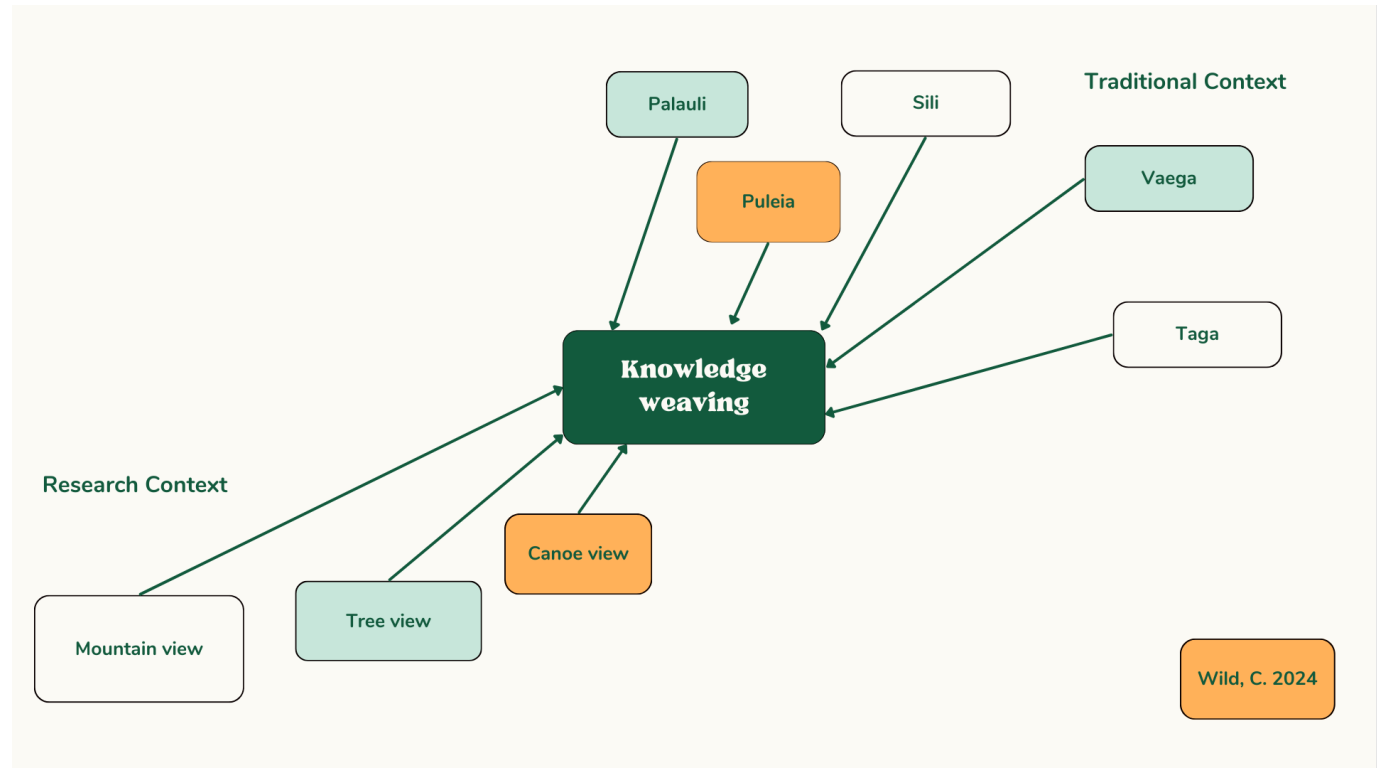 Palauli
Sili
Traditional Context
Vaega
Puleia
Taga
Knowledge
weaving
Research Context
Canoe view
Tree view
Mountain view
Wild, C. 2024